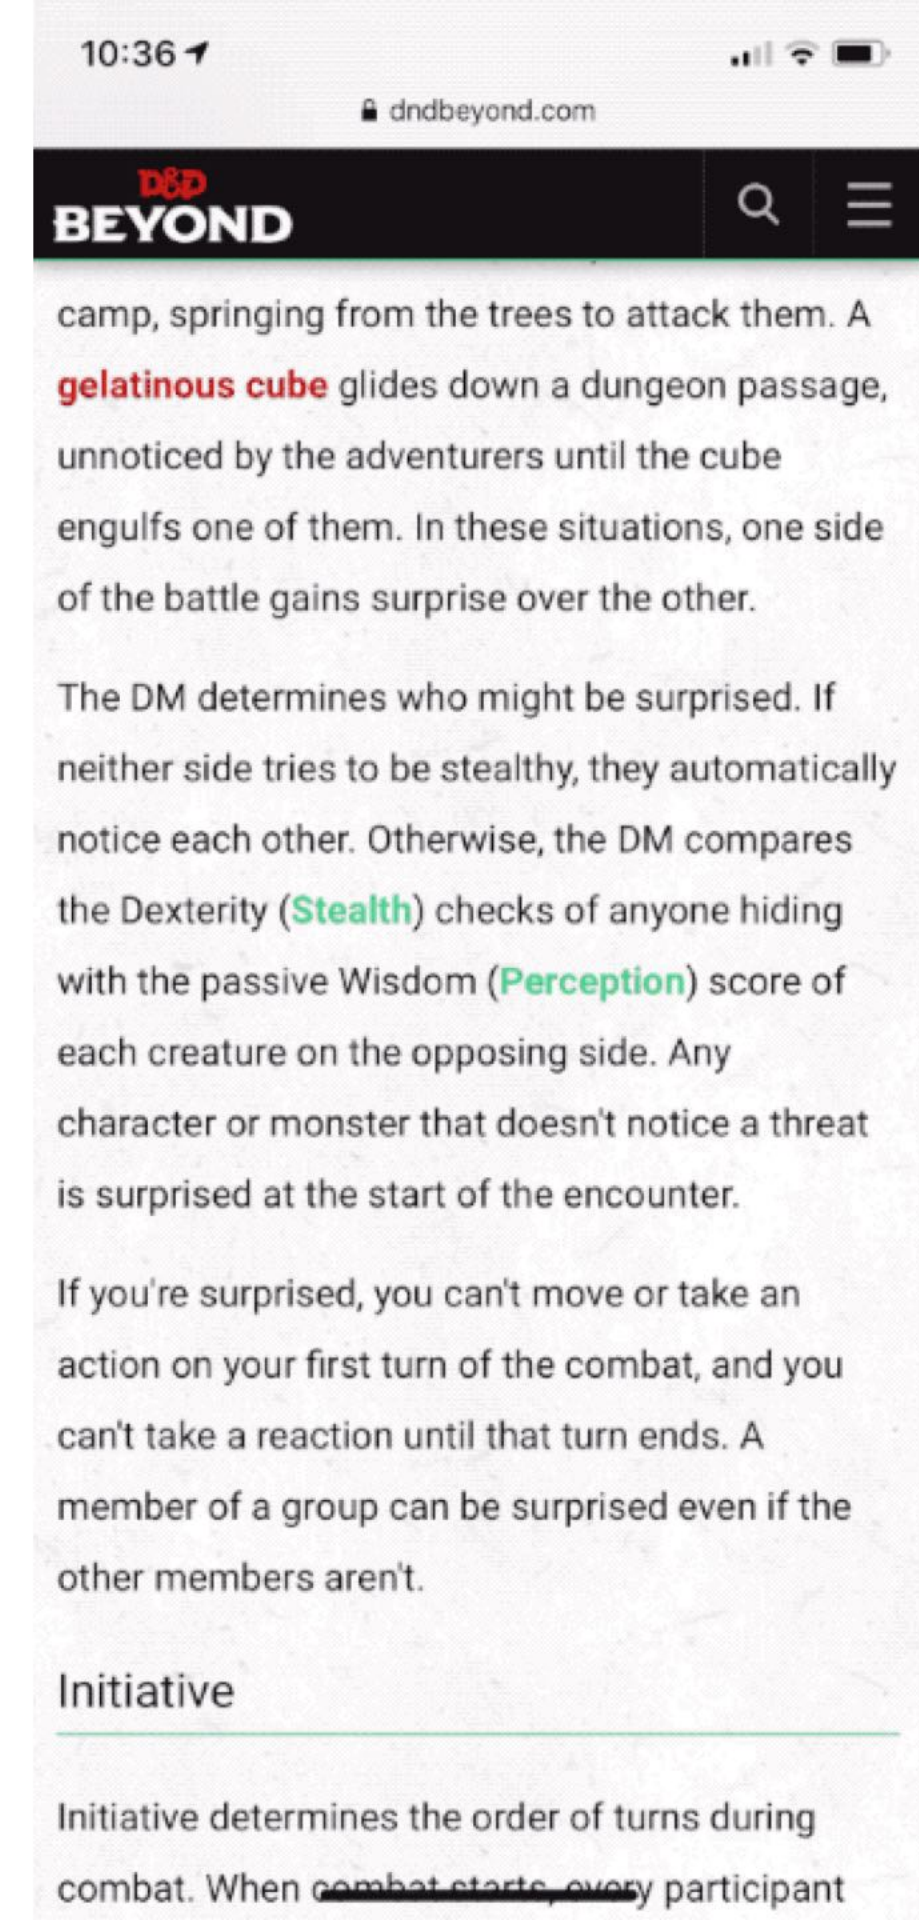 10:36
dndbeyond.com
D&D
BEYOND
camp, springing from the trees to attack them. A
gelatinous cube glides down a dungeon passage,
unnoticed by the adventurers until the cube
engulfs one of them. In these situations, one side
of the battle gains surprise over the other.
The DM determines who might be surprised. If
neither side tries to be stealthy, they automatically
notice each other. Otherwise, the DM compares
the Dexterity (Stealth) checks of anyone hiding
with the passive Wisdom (Perception) score of
each creature on the opposing side. Any
character or monster that doesn't notice a threat
is surprised at the start of the encounter.
If you're surprised, you can't move or take an
action on your first turn of the combat, and you
can't take a reaction until that turn ends. A
member of a group can be surprised even if the
other members aren't.
Initiative
Initiative determines the order of turns during
combat. When combat starts, every participant